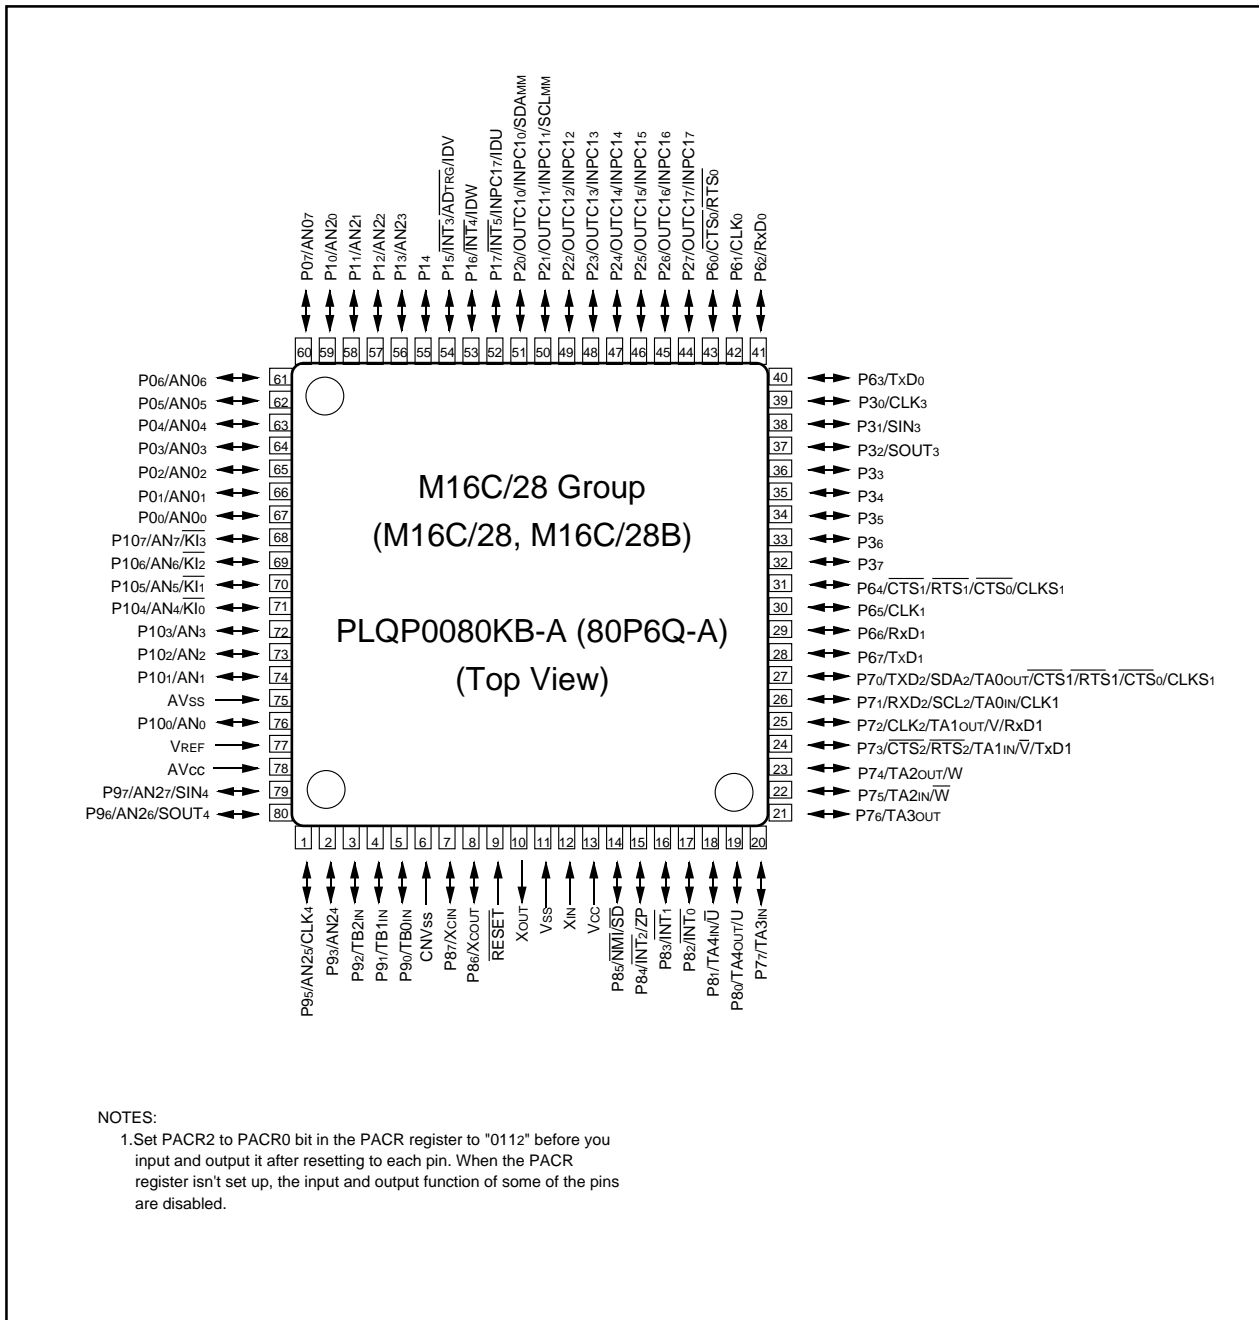 P07/AN07
P10/AN20
P11/AN21
P12/AN22
P13/AN23
P14
P15/INT3/ADTRG/IDV
P16/INT4/IDW
P17/INT5/INPC17/IDU
P20/OUTC10/INPC10/SDAMM
P21/OUTC11/INPC11/SCLMM
P22/OUTC12/INPC12
P23/OUTC13/INPC13
P24/OUTC14/INPC14
P25/OUTC15/INPC15
P26/OUTC16/INPC16
P27/OUTC17/INPC17
P60/CTS0/RTS0
P61/CLK0
P62/RxD0
60 59 58 57 56 55 54 53 52 51 50 49 48 47 46 45 44 43 42 41
P06/AN06 61
P05/AN05 62
P04/AN04 63
P03/AN03 64
P02/AN02 65
P01/AN01 66
P00/AN00 67
P107/AN7/KI3 68
P106/AN6/KI2 69
P105/AN5/KI1 70
P104/AN4/KI0 71
P103/AN3 72
P102/AN2 73
P101/AN1 74
AVSS 75
P100/AN0 76
VREF 77
AVCC 78
P97/AN27/SIN4 79
P96/AN26/SOUT4 80
M16C/28 Group
(M16C/28, M16C/28B)
PLQP0080KB-A (80P6Q-A)
(Top View)
40 P63/TxD0
39 P30/CLK3
38 P31/SIN3
37 P32/SOUT3
36 P33
35 P34
34 P35
33 P36
32 P37
31 P64/CTS1/RTS1/CTS0/CLKS1
30 P65/CLK1
29 P66/RxD1
28 P67/TxD1
27 P70/TXD2/SDA2/TA0OUT/CTS1/RTS1/CTS0/CLKS1
26 P71/RXD2/SCL2/TA0IN/CLK1
25 P72/CLK2/TA1OUT/V/RxD1
24 P73/CTS2/RTS2/TA1IN/V/TxD1
23 P74/TA2OUT/W
22 P75/TA2IN/W
21 P76/TA3OUT
1 2 3 4 5 6 7 8 9 10 11 12 13 14 15 16 17 18 19 20
P95/AN25/CLK4
P93/AN24
P92/TB2IN
P91/TB1IN
P90/TB0IN
CNVSS
P87/XCIN
P86/XCOUT
RESET
XOUT
VSS
XIN
VCC
P85/NMI/SD
P84/INT2/ZP
P83/INT1
P82/INT0
P81/TA4IN/U
P80/TA4OUT/U
P77/TA3IN
NOTES:
1.Set PACR2 to PACR0 bit in the PACR register to "0112" before you
input and output it after resetting to each pin. When the PACR
register isn't set up, the input and output function of some of the pins
are disabled.